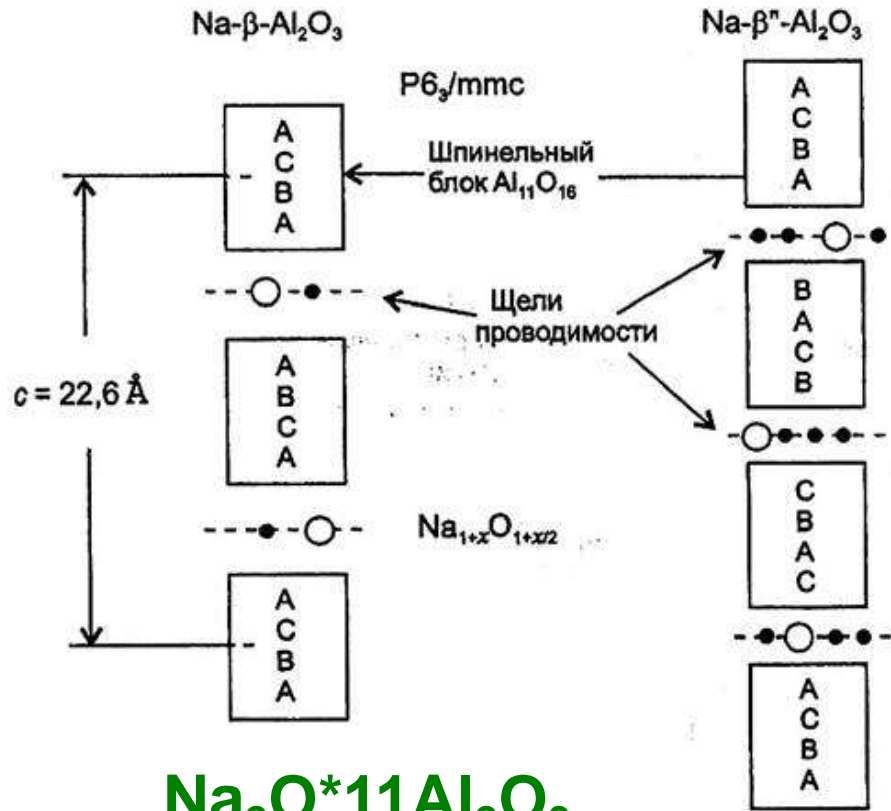 Na-β-Al₂O₃
Na-β"-Al₂O₃
P6₃/mmc
A
C
B
A
Шпинельный
блок Al₁₁O₁₆
A
C
B
A
Щели
проводимости
B
A
C
B
c = 22,6 Å
A
B
C
A
Na₁₊ₓO₁₊ₓ/₂
C
B
A
C
A
C
B
A
A
C
B
A
Na₂O*11Al₂O₃